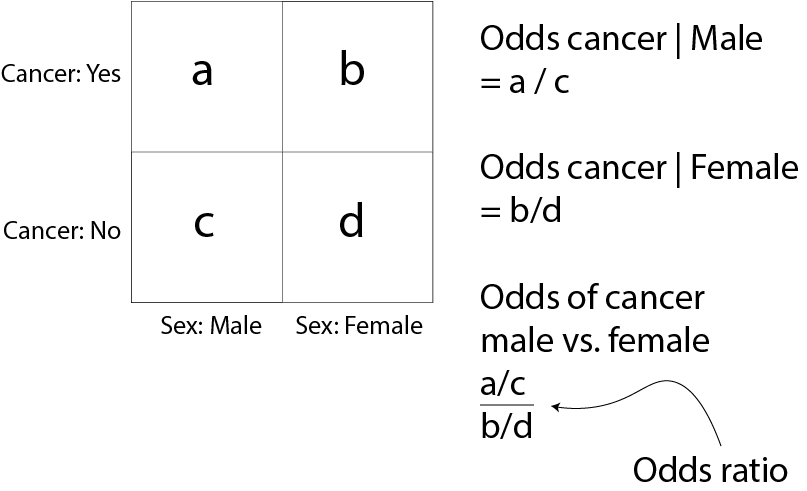 Cancer: Yes
a
b
Cancer: No
c
d
Sex: Male
Sex: Female
Odds cancer | Male
= a / c
Odds cancer | Female
= b/d
Odds of cancer
male vs. female
a/c
b/d
Odds ratio